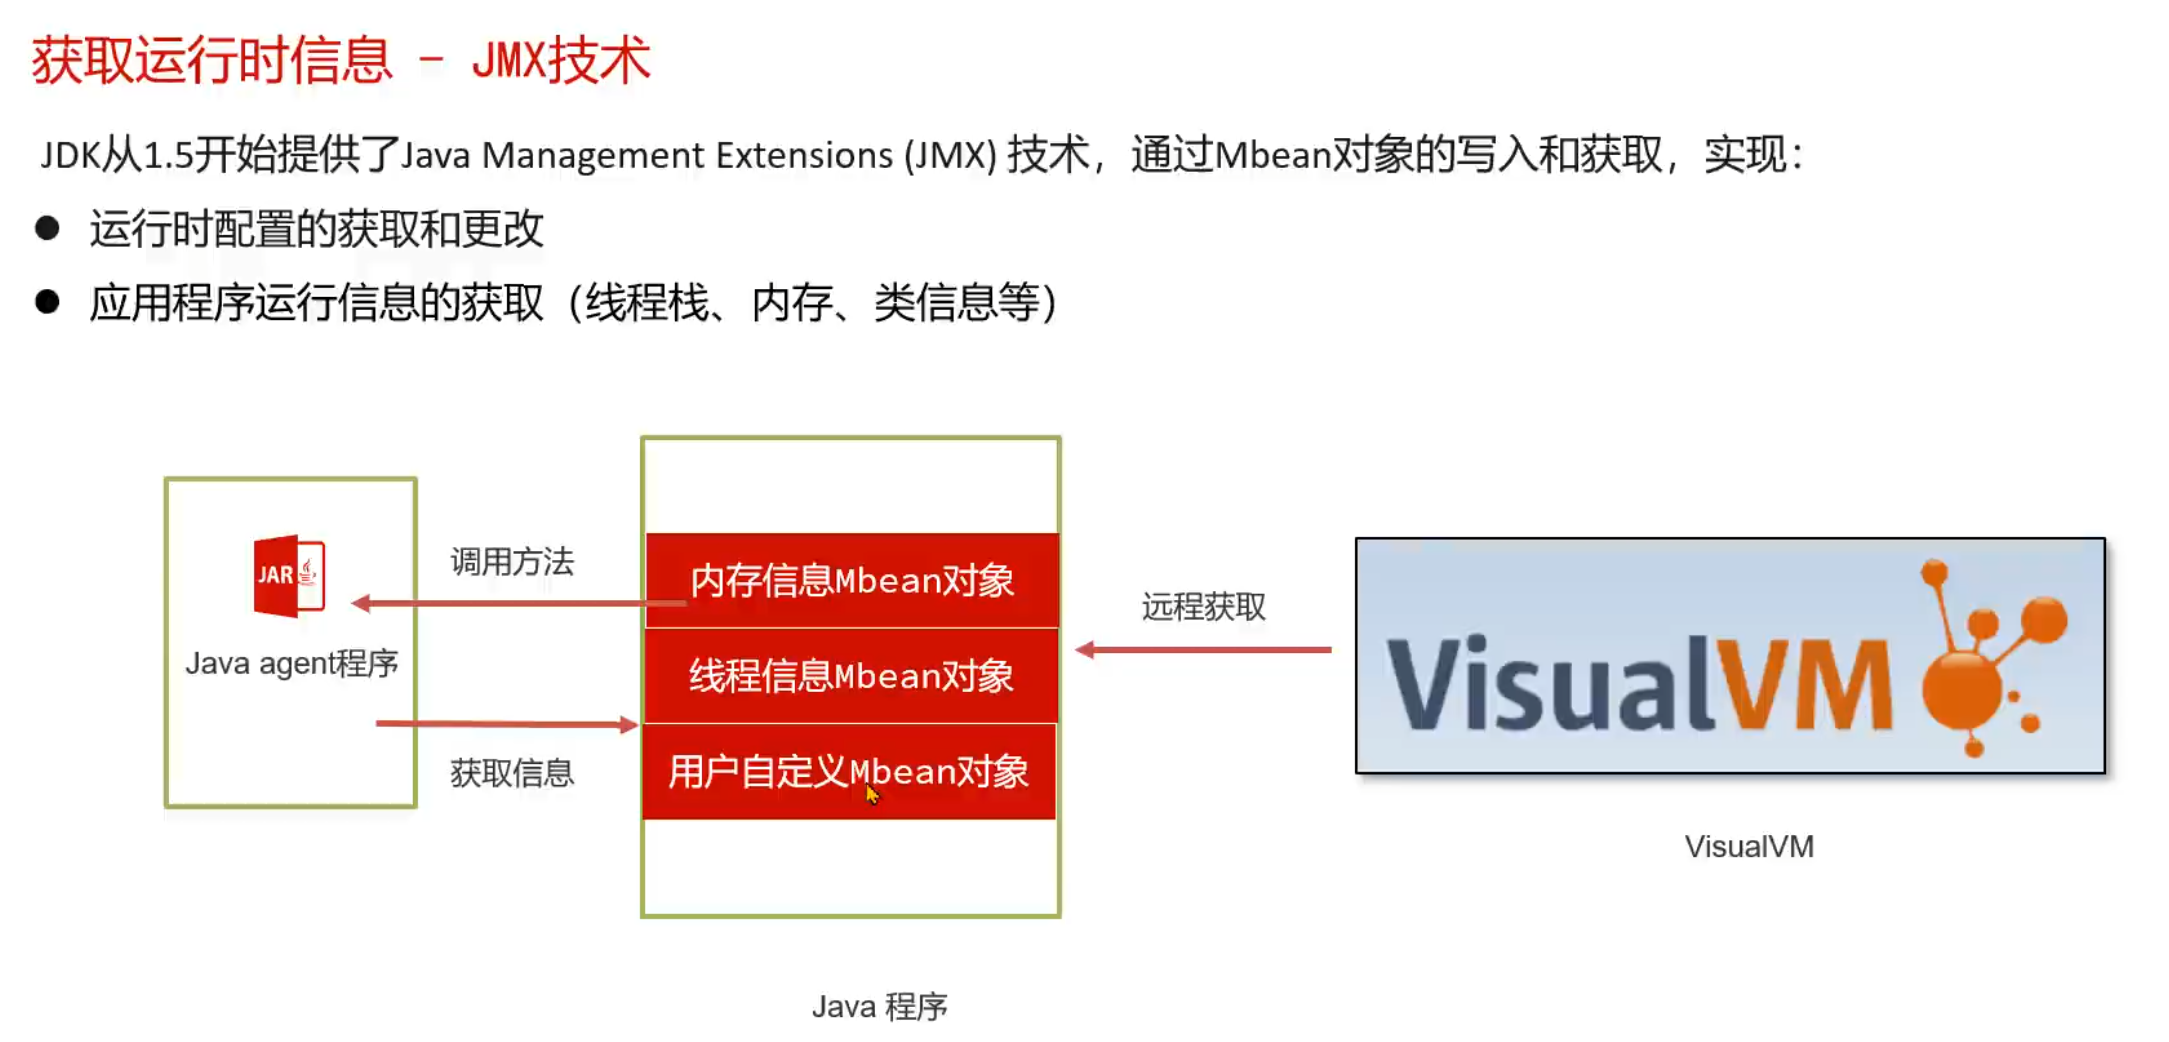 获取运行时信息 - JMX技术
JDK从1.5开始提供了Java Management Extensions (JMX) 技术，通过Mbean对象的写入和获取，实现：
● 运行时配置的获取和更改
● 应用程序运行信息的获取（线程栈、内存、类信息等）
JAR
Java agent程序
调用方法
获取信息
内存信息Mbean对象
线程信息Mbean对象
用户自定义Mbean对象
Java 程序
远程获取
VisualVM
VisualVM